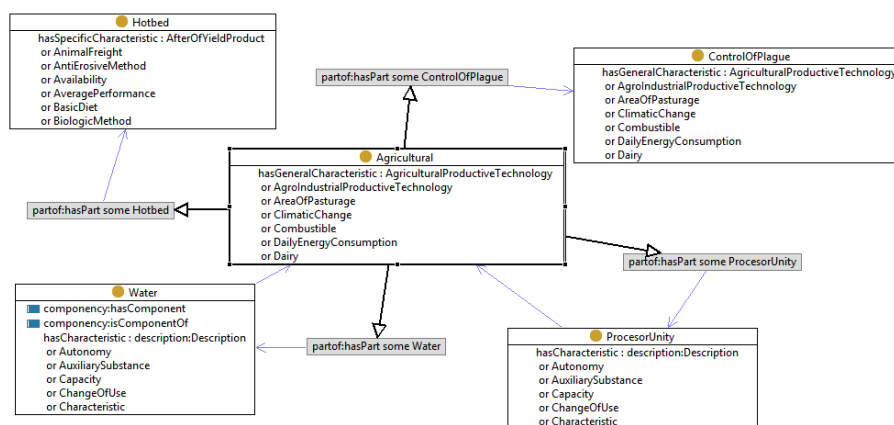 Hotbed
hasSpecificCharacteristic : AfterOfYieldProduct
or AnimalFreight
or AntiErosiveMethod
or Availability
or AveragePerformance
or BasicDiet
or BiologicMethod
partof:hasPart some ControlOfPlague
ControlOfPlague
hasGeneralCharacteristic : AgriculturalProductiveTechnology
or AgroIndustrialProductiveTechnology
or AreaOfPasturage
or ClimaticChange
or Combustible
or DailyEnergyConsumption
or Dairy
Agricultural
hasGeneralCharacteristic : AgriculturalProductiveTechnology
or AgroIndustrialProductiveTechnology
or AreaOfPasturage
or ClimaticChange
or Combustible
or DailyEnergyConsumption
or Dairy
partof:hasPart some Hotbed
partof:hasPart some ProcesorUnity
Water
componency:hasComponent
componency:isComponentOf
hasCharacteristic : description:Description
or Autonomy
or AuxiliarySubstance
or Capacity
or ChangeOfUse
or Characteristic
partof:hasPart some Water
ProcesorUnity
hasCharacteristic : description:Description
or Autonomy
or AuxiliarySubstance
or Capacity
or ChangeOfUse
or Characteristic